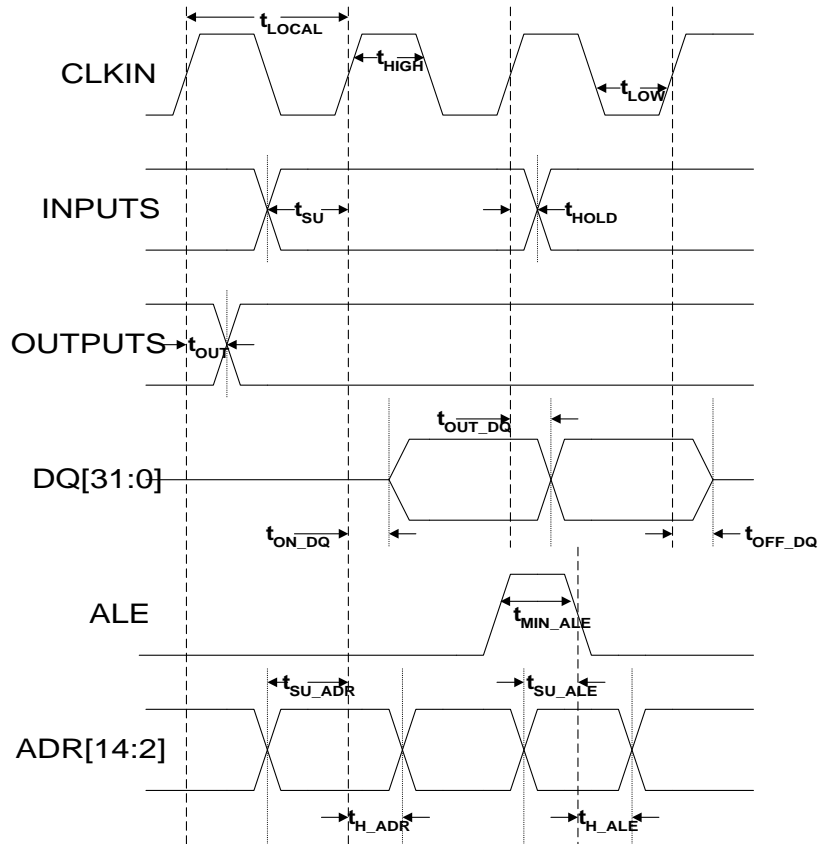 tLOCAL
CLKIN
tHIGH
tLOW
INPUTS
tSU
tHOLD
OUTPUTS
tOUT
tOUT_DQ
DQ[31:0]
tON_DQ
tOFF_DQ
ALE
tMIN_ALE
tSU_ADR
tSU_ALE
ADR[14:2]
tH_ADR
tH_ALE